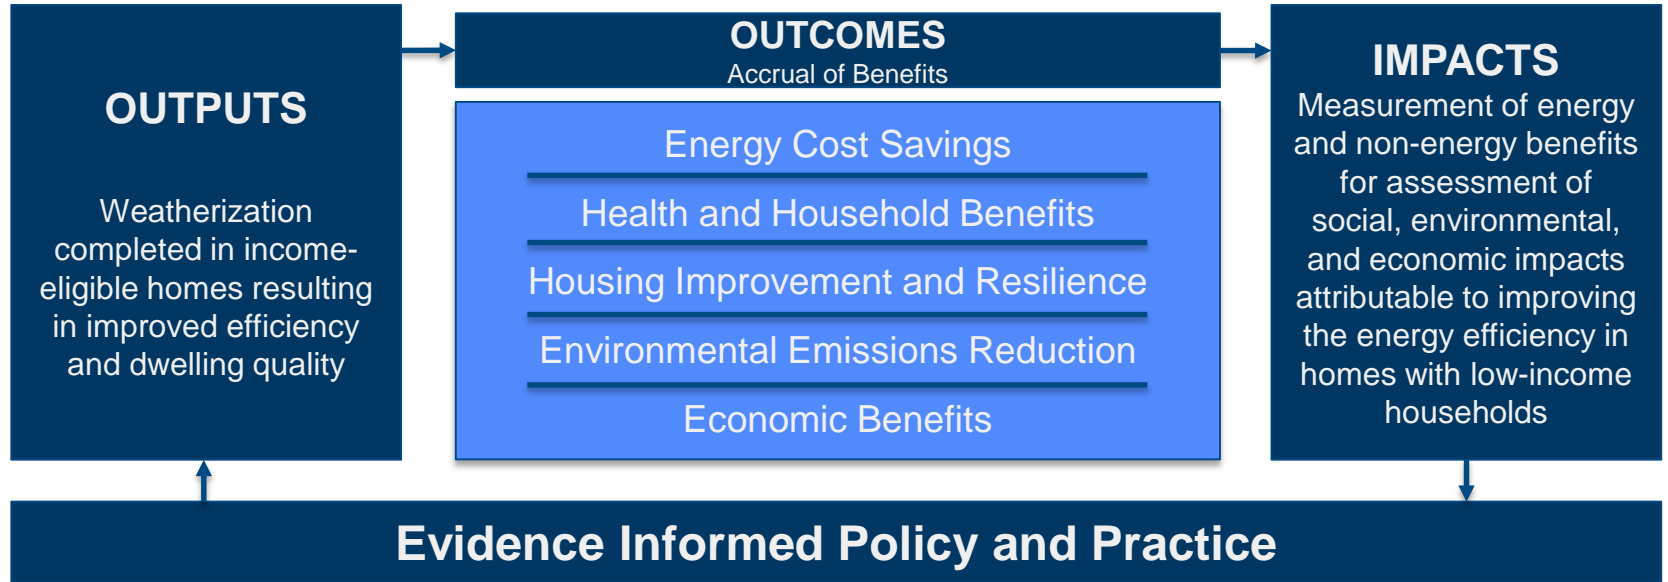 OUTPUTS
Weatherization
completed in income-
eligible homes resulting
in improved efficiency
and dwelling quality
OUTCOMES
Accrual of Benefits
Energy Cost Savings
Health and Household Benefits
Housing Improvement and Resilience
Environmental Emissions Reduction
Economic Benefits
IMPACTS
Measurement of energy
and non-energy benefits
for assessment of
social, environmental,
and economic impacts
attributable to improving
the energy efficiency in
homes with low-income
households
Evidence Informed Policy and Practice